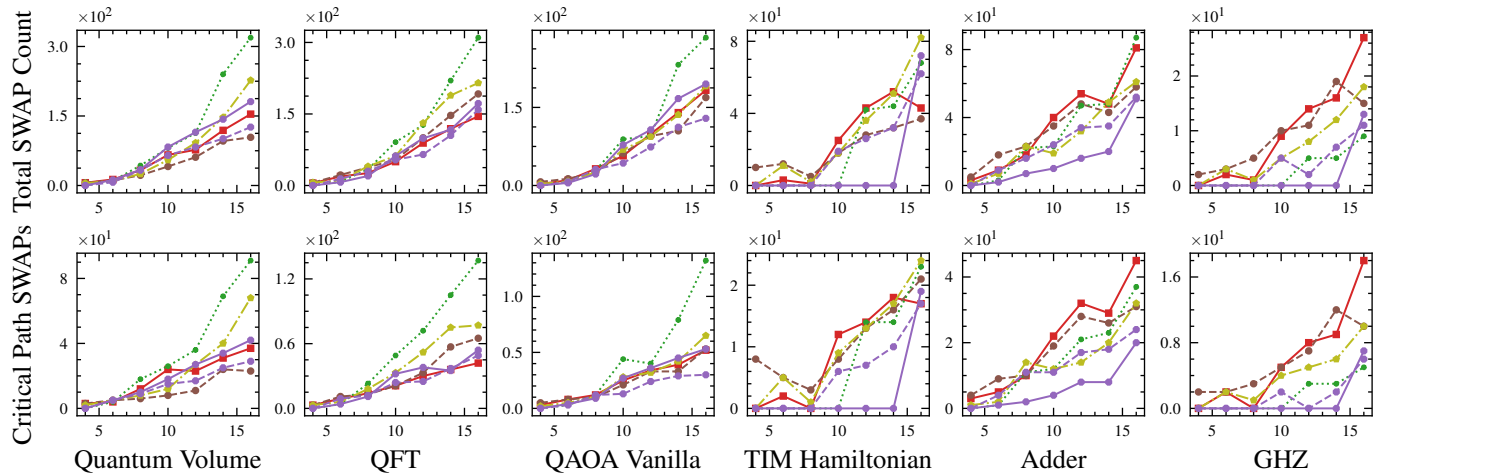 ×10² ×10² ×10² ×10¹ ×10¹ ×10¹
Total SWAP Count
3.0 1.5 0.0
3.0 1.5 0.0
1.5 0.0
8 4 0
8 4 0
2 1 0
5 10 15 5 10 15 5 10 15 5 10 15 5 10 15 5 10 15
×10¹ ×10² ×10² ×10¹ ×10¹ ×10¹
Critical Path SWAPs
8 4 0
1.2 0.6 0.0
1.0 0.5 0.0
2 1 0
4 2 0
1.6 0.8 0.0
5 10 15 5 10 15 5 10 15 5 10 15 5 10 15 5 10 15
Quantum Volume QFT QAOA Vanilla TIM Hamiltonian Adder GHZ